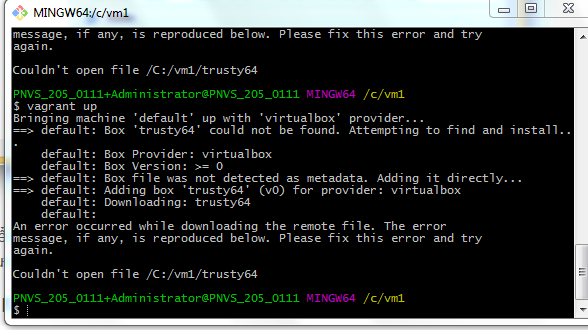 MINGW64:/c/vm1
message, if any, is reproduced below. Please fix this error and try
again.
Couldn't open file /C:/vm1/trusty64
PNVS_205_0111+Administrator@PNVS_205_0111 MINGW64 /c/vm1
$ vagrant up
Bringing machine 'default' up with 'virtualbox' provider...
==> default: Box 'trusty64' could not be found. Attempting to find and install..
.
default: Box Provider: virtualbox
default: Box Version: >= 0
==> default: Box file was not detected as metadata. Adding it directly...
==> default: Adding box 'trusty64' (v0) for provider: virtualbox
default: Downloading: trusty64
default:
An error occurred while downloading the remote file. The error
message, if any, is reproduced below. Please fix this error and try
again.
Couldn't open file /C:/vm1/trusty64
PNVS_205_0111+Administrator@PNVS_205_0111 MINGW64 /c/vm1
$